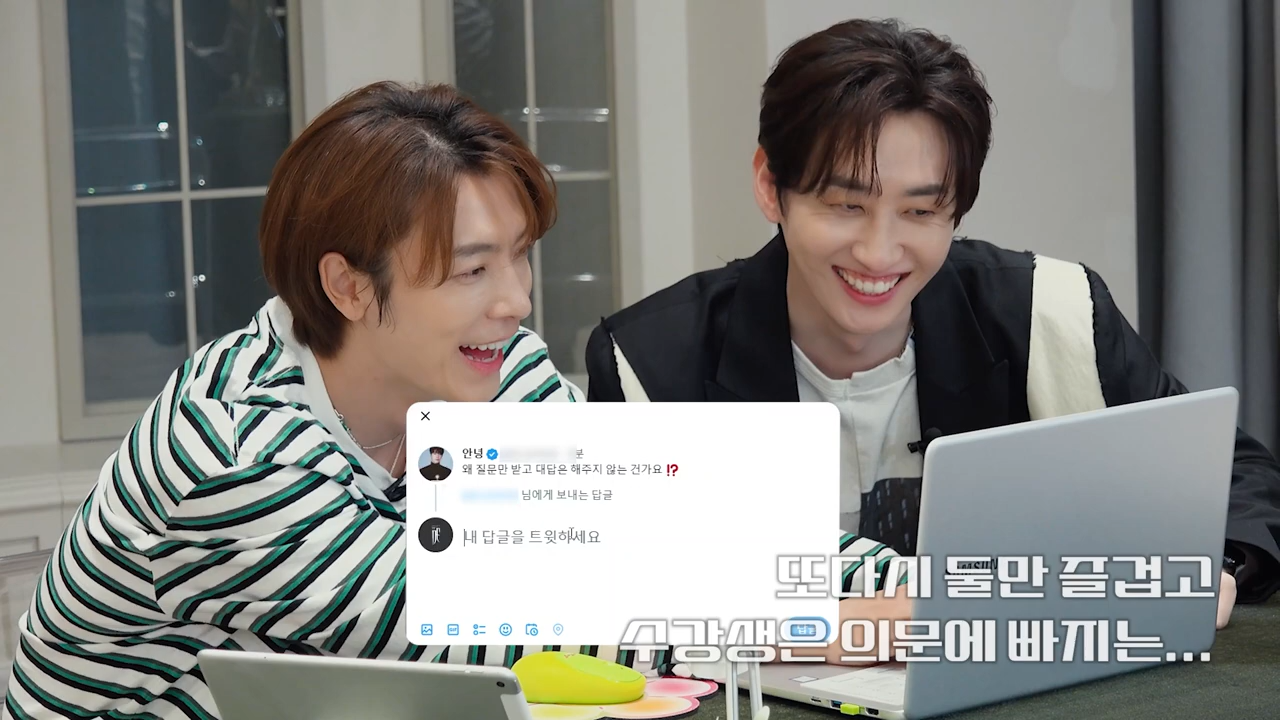 안녕
분
왜 질문만 받고 대답은 해주지 않는 건가요 ⁉
님에게 보내는 답글
내 답글을 트윗하세요
또다시 둘만 즐겁고
수강생은 의문에 빠지는...